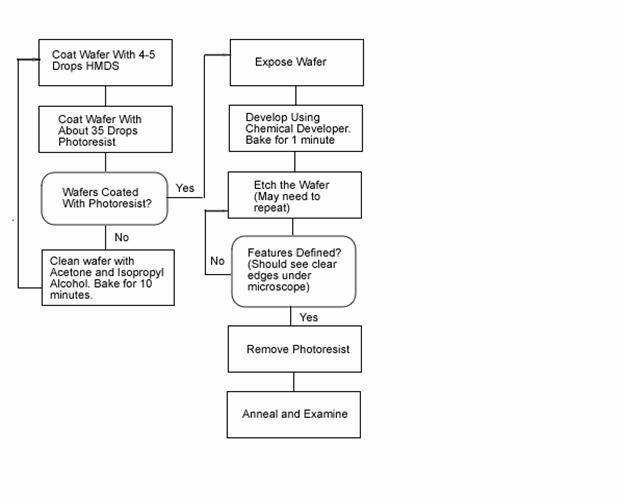 Coat Wafer With 4-5
Drops HMDS
Coat Wafer With
About 35 Drops
Photoresist
Wafers Coated
With Photoresist?
Yes
No
Clean wafer with
Acetone and Isopropyl
Alcohol. Bake for 10
minutes.
Expose Wafer
Develop Using
Chemical Developer.
Bake for 1 minute
Etch the Wafer
(May need to
repeat)
Features Defined?
(Should see clear
edges under
microscope)
No
Yes
Remove Photoresist
Anneal and Examine